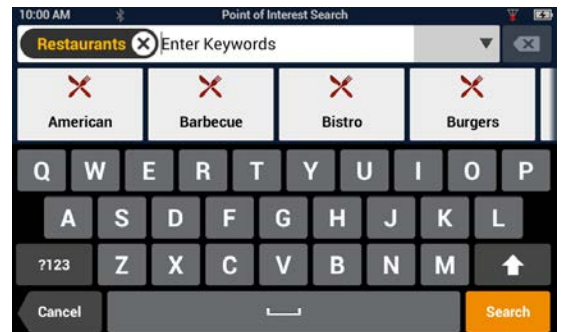 10:00 AM Point of Interest Search
Restaurants Enter Keywords
American Barbecue Bistro Burgers
Q W E R T Y U I O P
A S D F G H J K L
?123 Z X C V B N M
Cancel Search